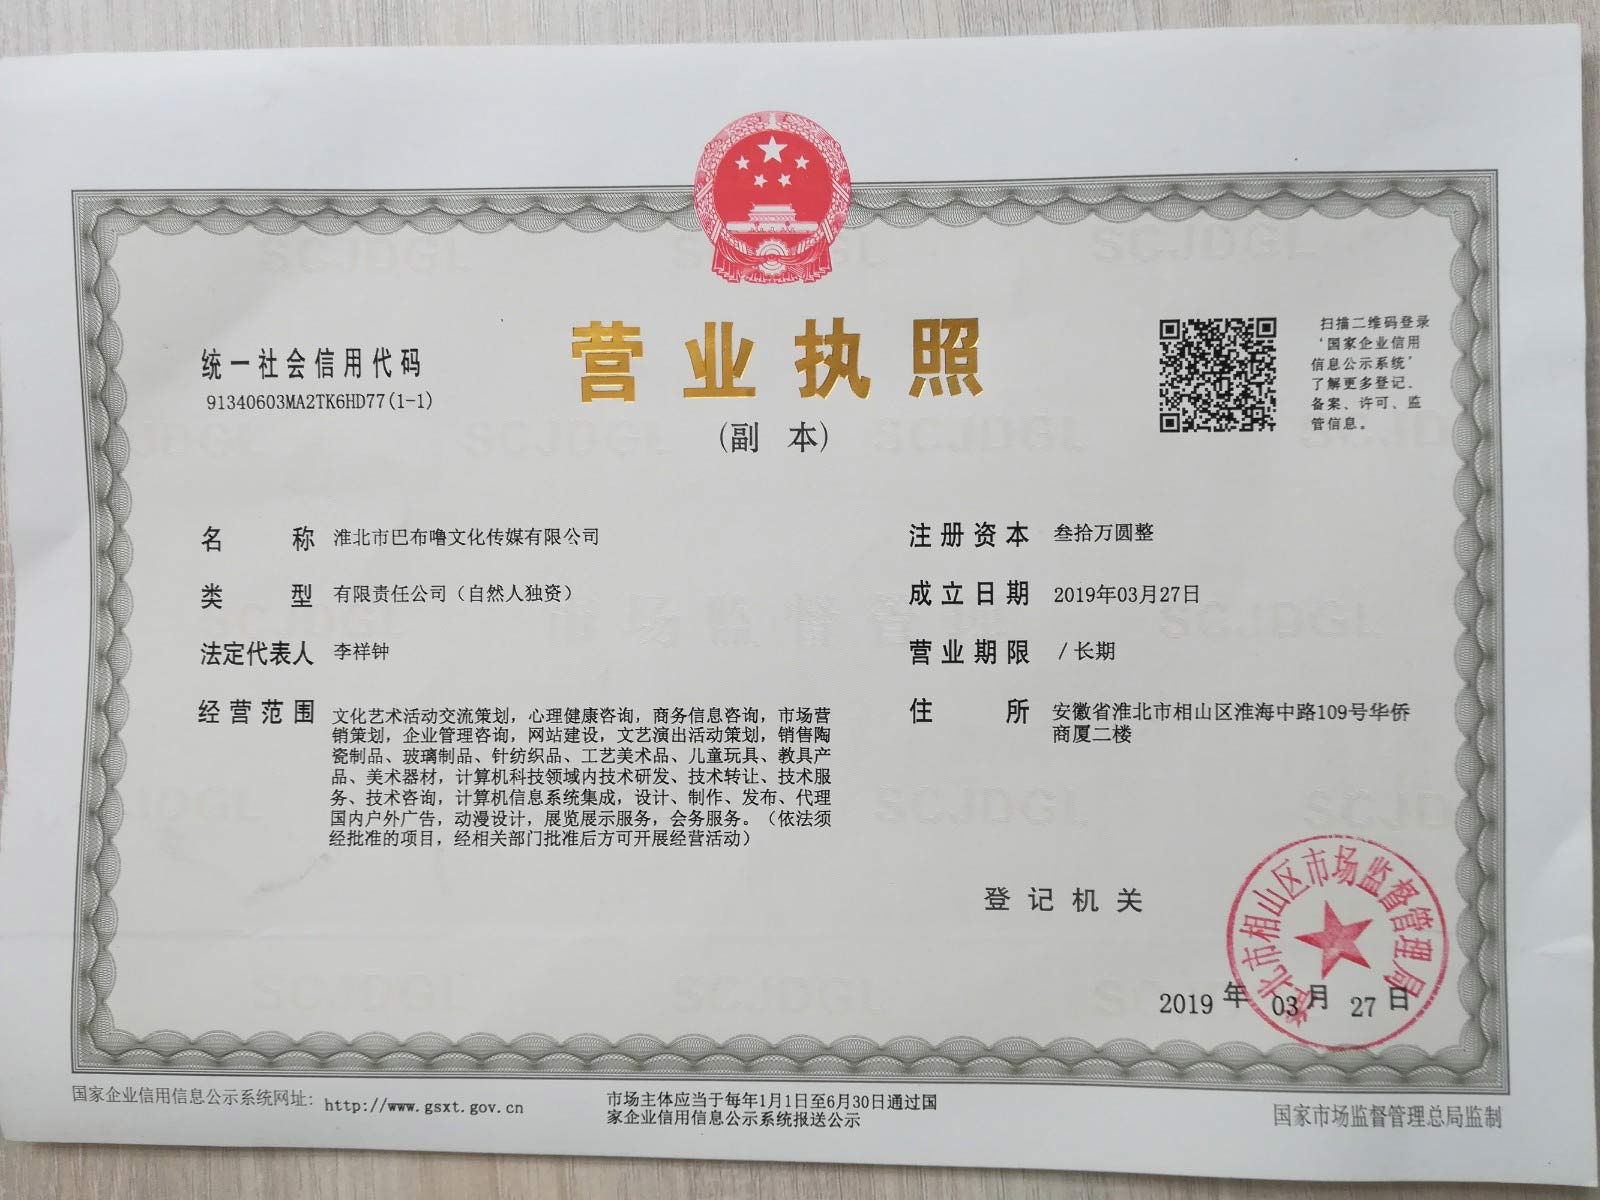 营业执照
(副 本)
统一社会信用代码
91340603MA2TK6HD77(1-1)
扫描二维码登录
‘国家企业信用
信息公示系统’
了解更多登记、
备案、许可、监
管信息。
名 称 淮北市巴布噜文化传媒有限公司
类 型 有限责任公司（自然人独资）
法定代表人 李祥钟
经营范围 文化艺术活动交流策划，心理健康咨询，商务信息咨询，市场营
销策划，企业管理咨询，网站建设，文艺演出活动策划，销售陶
瓷制品、玻璃制品、针纺织品、工艺美术品、儿童玩具、教具产
品、美术器材，计算机科技领域内技术研发、技术转让、技术服
务、技术咨询，计算机信息系统集成，设计、制作、发布、代理
国内户外广告，动漫设计，展览展示服务，会务服务。（依法须
经批准的项目，经相关部门批准后方可开展经营活动）
注册资本 叁拾万圆整
成立日期 2019年03月27日
营业期限 / 长期
住 所 安徽省淮北市相山区淮海中路109号华侨
商厦二楼
登记机关
淮北市相山区市场监督管理局
2019 年 03 月 27 日
国家企业信用信息公示系统网址: http://www.gsxt.gov.cn
市场主体应当于每年1月1日至6月30日通过国
家企业信用信息公示系统报送公示
国家市场监督管理总局监制